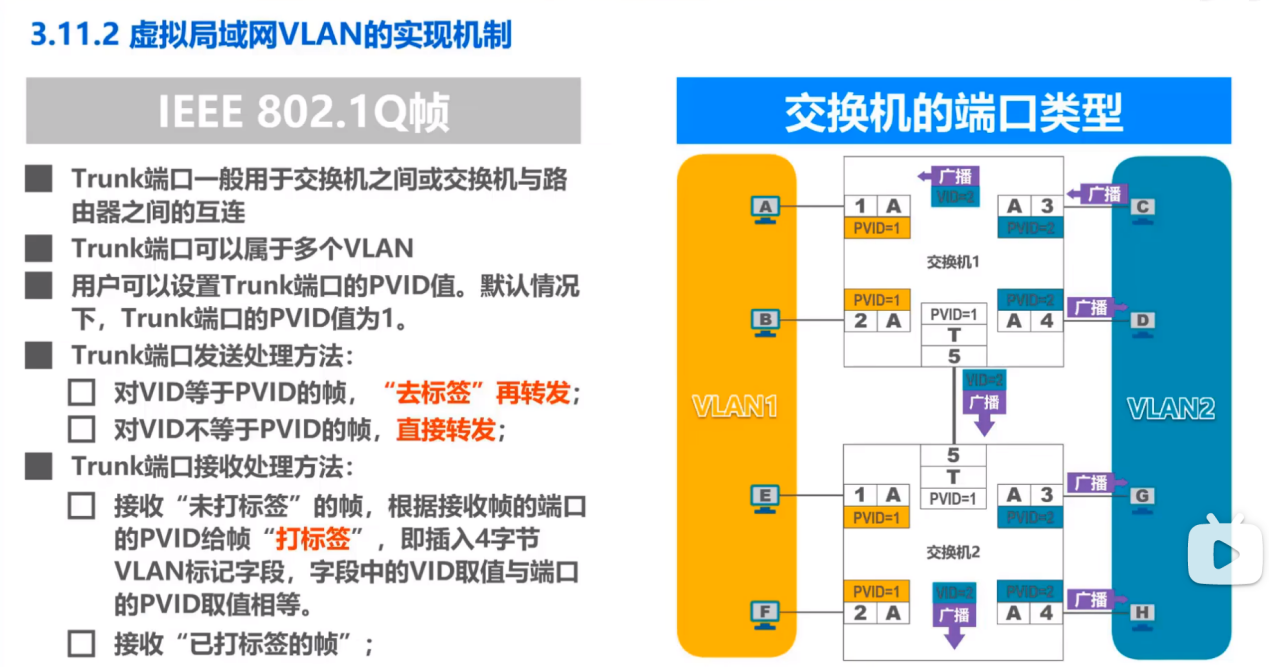 3.11.2 虚拟局域网VLAN的实现机制
IEEE 802.1Q帧
Trunk端口一般用于交换机之间或交换机与路
由器之间的互连
Trunk端口可以属于多个VLAN
用户可以设置Trunk端口的PVID值。默认情况
下，Trunk端口的PVID值为1。
Trunk端口发送处理方法：
对VID等于PVID的帧，“去标签”再转发；
对VID不等于PVID的帧，直接转发；
Trunk端口接收处理方法：
接收“未打标签”的帧，根据接收帧的端口
的PVID给帧“打标签”，即插入4字节
VLAN标记字段，字段中的VID取值与端口
的PVID取值相等。
接收“已打标签的帧”；
交换机的端口类型
广播
VID=2
广播
A
1 A
A 3
C
PVID=1
PVID=2
交换机1
PVID=1
PVID=2
B
2 A
PVID=1
T
5
A 4
广播
D
VID=2
广播
VLAN1
VLAN2
5
T
PVID=1
E
1 A
A 3
广播
G
PVID=1
PVID=2
交换机2
PVID=1
VID=2
广播
PVID=2
F
2 A
A 4
广播
H